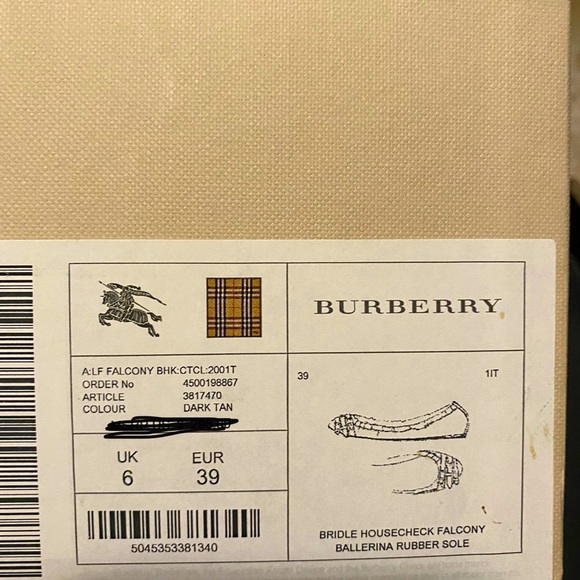 BURBERRY
A:LF FALCONY BHK:CTCL:2001T
ORDER No 4500198867
ARTICLE 3817470
COLOUR DARK TAN
UK EUR
6 39
5045353381340
39 1IT
BRIDLE HOUSECHECK FALCONY
BALLERINA RUBBER SOLE